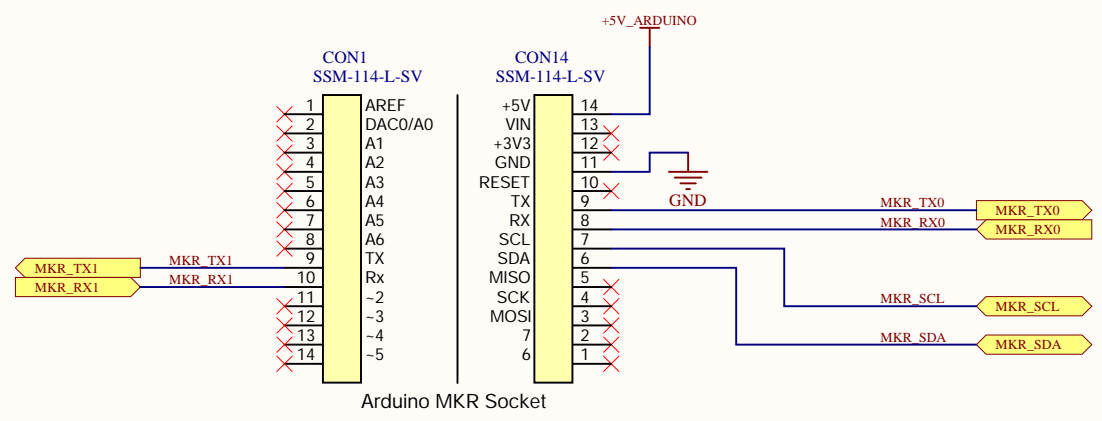 +5V_ARDUINO
CON1
SSM-114-L-SV
1 AREF
2 DAC0/A0
3 A1
4 A2
5 A3
6 A4
7 A5
8 A6
MKR_TX1 MKR_TX1 9 TX
MKR_RX1 MKR_RX1 10 Rx
11 ~2
12 ~3
13 ~4
14 ~5
CON14
SSM-114-L-SV
+5V 14
VIN 13
+3V3 12
GND 11
GND
RESET 10
TX 9 MKR_TX0 MKR_TX0
RX 8 MKR_RX0 MKR_RX0
SCL 7 MKR_SCL MKR_SCL
SDA 6 MKR_SDA MKR_SDA
MISO 5
SCK 4
MOSI 3
7 2
6 1
Arduino MKR Socket